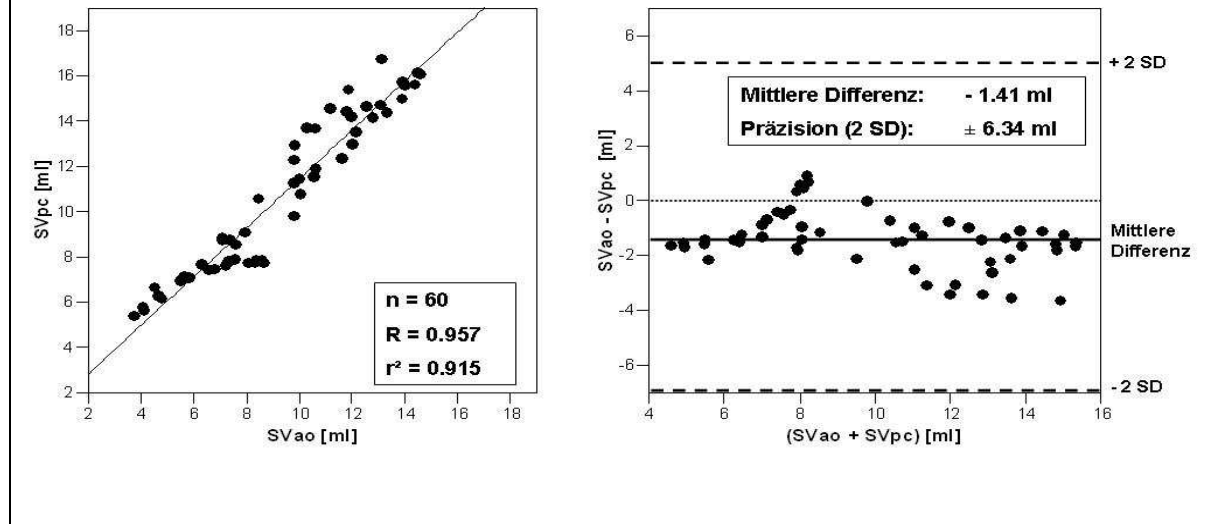 18
16
14
12
10
8
6
4
2
SVpc [ml]
n = 60
R = 0.957
r² = 0.915
2 4 6 8 10 12 14 16 18
SVao [ml]
6
4
2
0
-2
-4
-6
SVao - SVpc [ml]
Mittlere Differenz: - 1.41 ml
Präzision (2 SD): ± 6.34 ml
+ 2 SD
Mittlere
Differenz
- 2 SD
4 6 8 10 12 14 16
(SVao + SVpc) [ml]